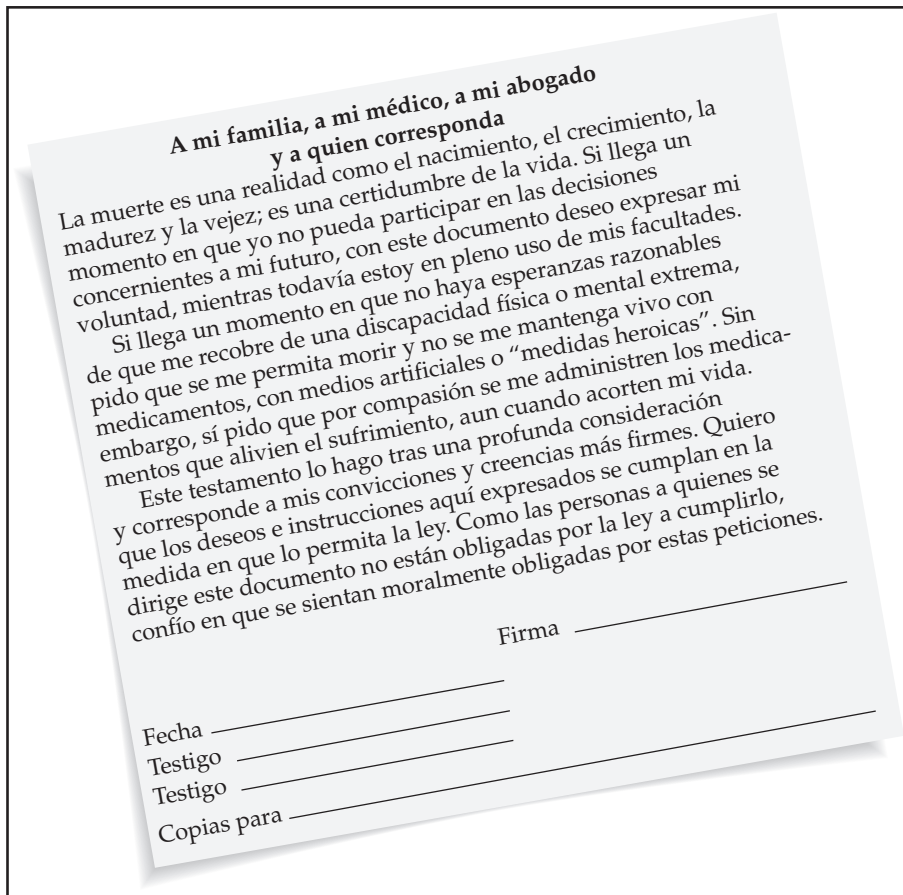 A mi familia, a mi médico, a mi abogado
y a quien corresponda
La muerte es una realidad como el nacimiento, el crecimiento, la
madurez y la vejez; es una certidumbre de la vida. Si llega un
momento en que yo no pueda participar en las decisiones
concernientes a mi futuro, con este documento deseo expresar mi
voluntad, mientras todavía estoy en pleno uso de mis facultades.
Si llega un momento en que no haya esperanzas razonables
de que me recobre de una discapacidad física o mental extrema,
pido que se me permita morir y no se me mantenga vivo con
medicamentos, con medios artificiales o “medidas heroicas”. Sin
embargo, sí pido que por compasión se me administren los medica-
mentos que alivien el sufrimiento, aun cuando acorten mi vida.
Este testamento lo hago tras una profunda consideración
y corresponde a mis convicciones y creencias más firmes. Quiero
que los deseos e instrucciones aquí expresados se cumplan en la
medida en que lo permita la ley. Como las personas a quienes se
dirige este documento no están obligadas por la ley a cumplirlo,
confío en que se sientan moralmente obligadas por estas peticiones.
Firma
Fecha
Testigo
Testigo
Copias para